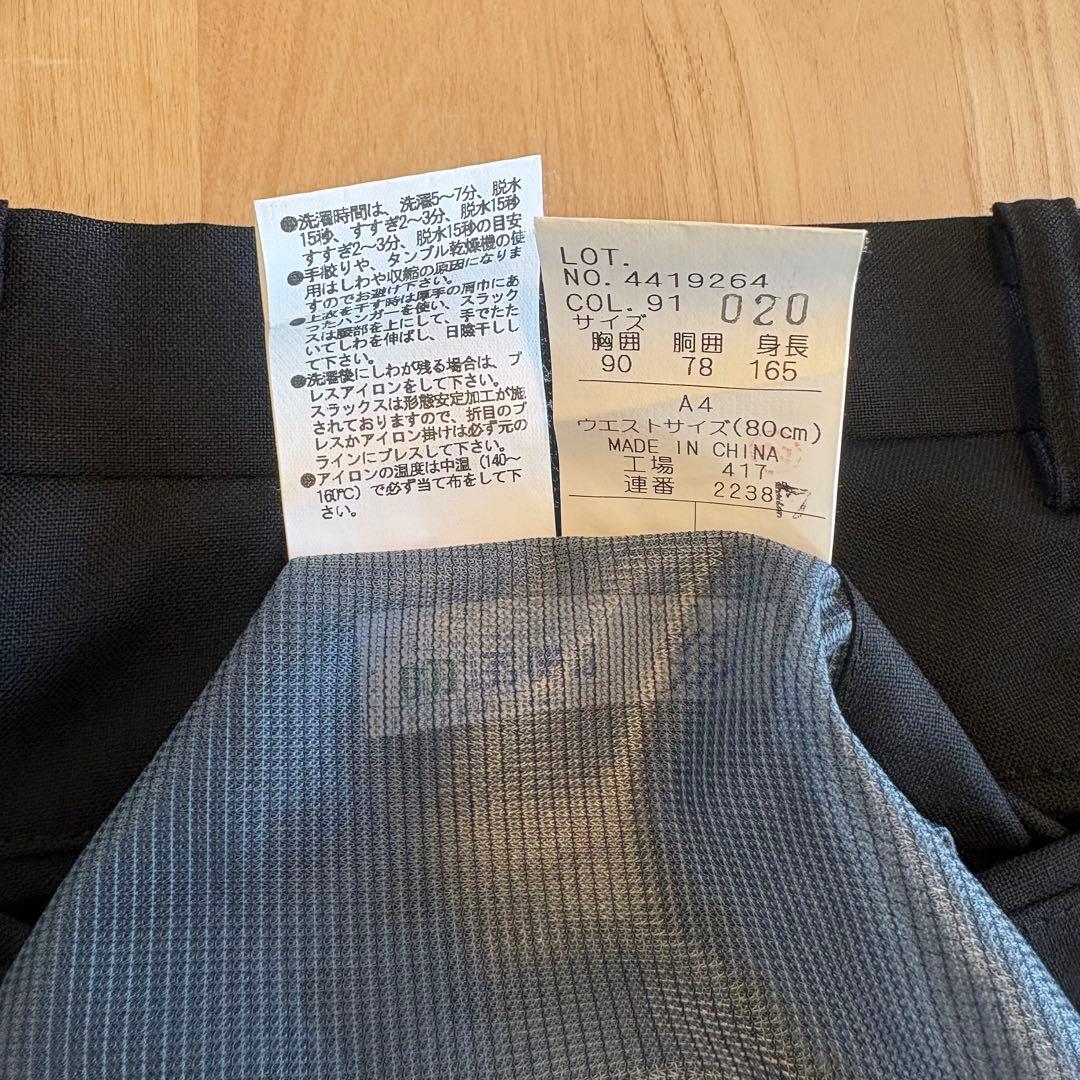 ●洗濯時間は、洗濯5～7分、脱水
15秒、すすぎ2～3分、脱水15秒
すすぎ2～3分、脱水15秒の目安
●手絞りや、タンブル乾燥機の使
用はしわや収縮の原因になりま
すのでお避け下さい。
●上衣を干す時は厚手の肩巾にあ
ったハンガーを使い、スラック
スは腰部を上にして、手でたた
いてしわを伸ばし、日陰干しし
て下さい。
●洗濯後にしわが残る場合は、プ
レスアイロンをして下さい。
スラックスは形態安定加工が施
されておりますので、折目のプ
レスかアイロン掛けは必ず元の
ラインにプレスして下さい。
●アイロンの温度は中温（140～
160℃）で必ず当て布をして下
さい。
LOT.
NO. 4419264
COL. 91 020
サイズ
胸囲 胴囲 身長
90 78 165
A4
ウエストサイズ(80cm)
MADE IN CHINA
工場 417
連番 2238